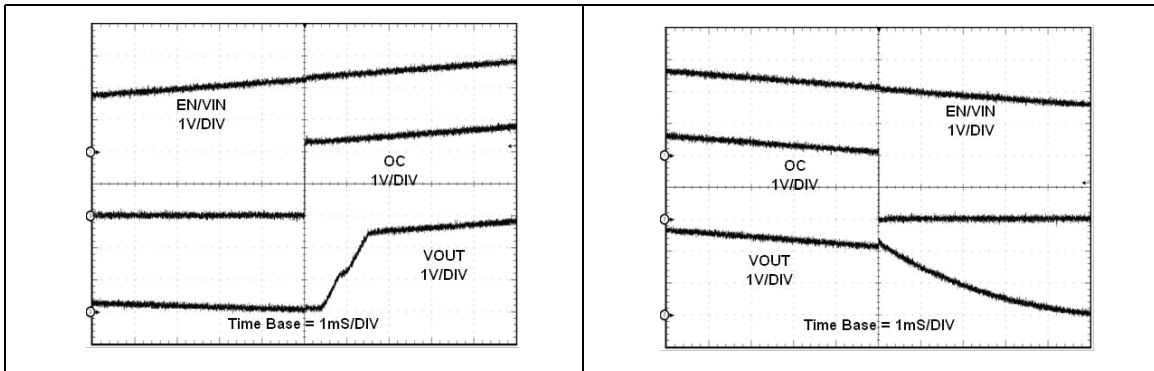 EN/VIN
1V/DIV
OC
1V/DIV
VOUT
1V/DIV
Time Base = 1mS/DIV
EN/VIN
1V/DIV
OC
1V/DIV
VOUT
1V/DIV
Time Base = 1mS/DIV